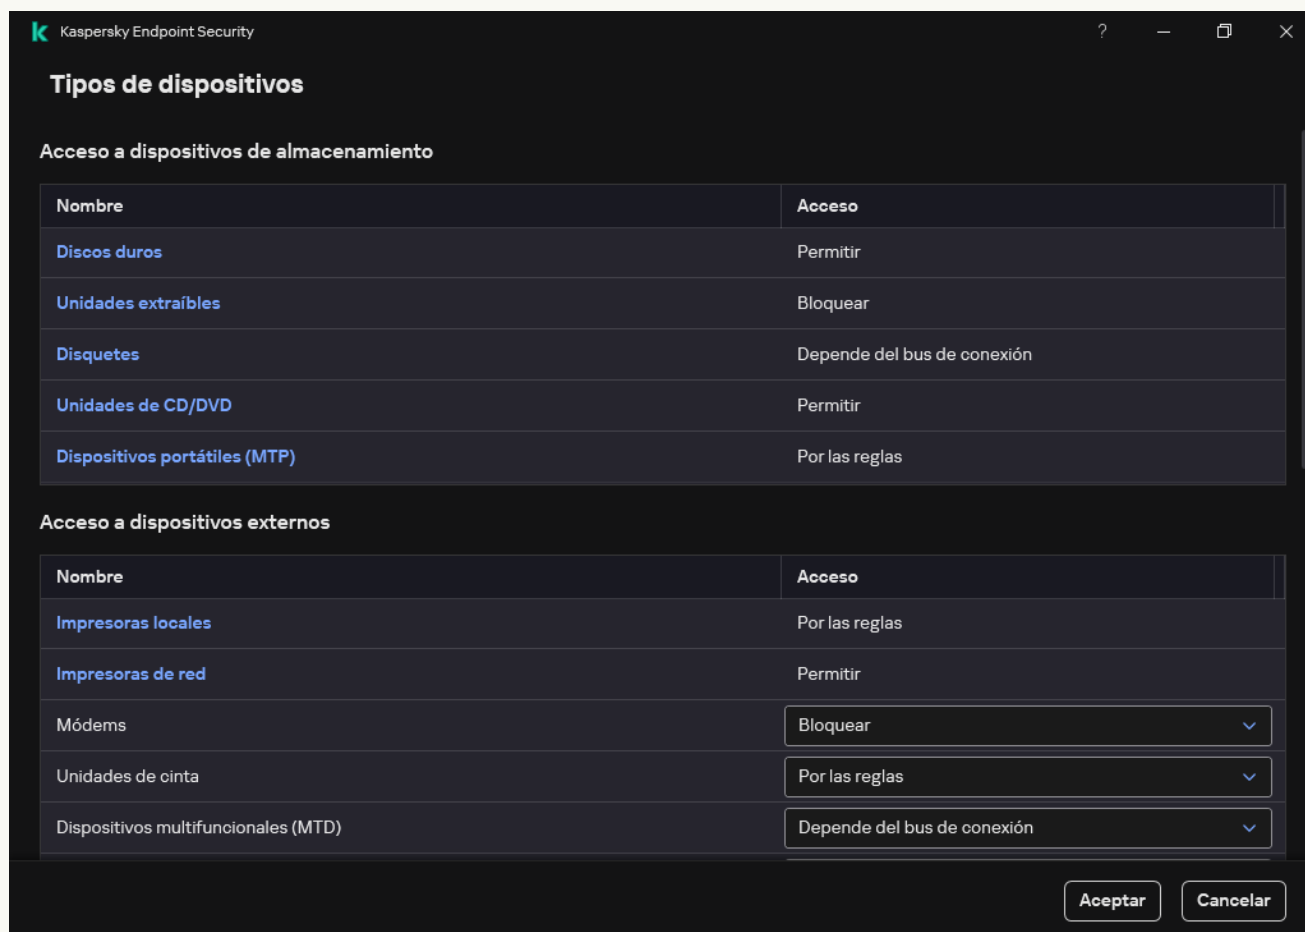 Kaspersky Endpoint Security
?
Tipos de dispositivos
Acceso a dispositivos de almacenamiento
Nombre Acceso
Discos duros Permitir
Unidades extraíbles Bloquear
Disquetes Depende del bus de conexión
Unidades de CD/DVD Permitir
Dispositivos portátiles (MTP) Por las reglas
Acceso a dispositivos externos
Nombre Acceso
Impresoras locales Por las reglas
Impresoras de red Permitir
Módems Bloquear
Unidades de cinta Por las reglas
Dispositivos multifuncionales (MTD) Depende del bus de conexión
Aceptar Cancelar